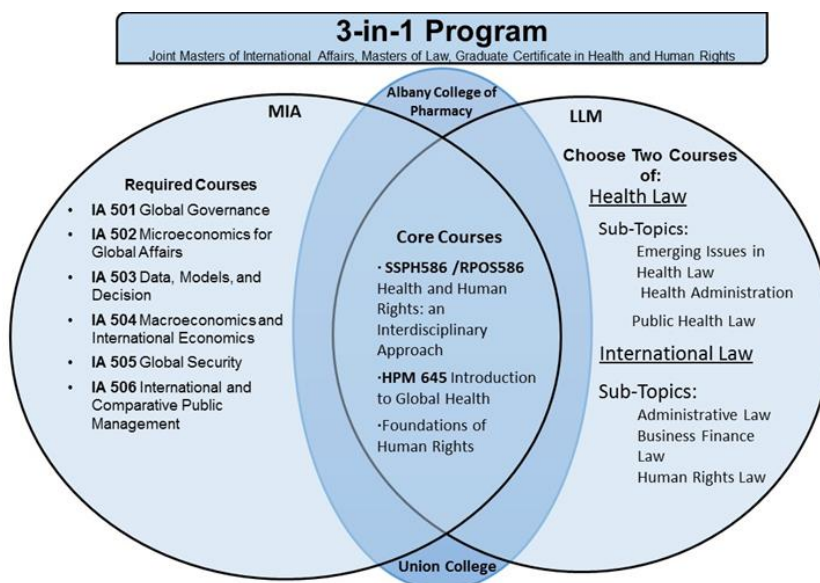 3-in-1 Program
Joint Masters of International Affairs, Masters of Law, Graduate Certificate in Health and Human Rights
Albany College of
Pharmacy
MIA
Required Courses
• IA 501 Global Governance
• IA 502 Microeconomics for
Global Affairs
• IA 503 Data, Models, and
Decision
• IA 504 Macroeconomics and
International Economics
• IA 505 Global Security
• IA 506 International and
Comparative Public
Management
Core Courses
· SSPH586 /RPOS586
Health and Human
Rights: an
Interdisciplinary
Approach
·HPM 645 Introduction
to Global Health
·Foundations of
Human Rights
LLM
Choose Two Courses
of:
Health Law
Sub-Topics:
Emerging Issues in
Health Law
Health Administration
Public Health Law
International Law
Sub-Topics:
Administrative Law
Business Finance
Law
Human Rights Law
Union College